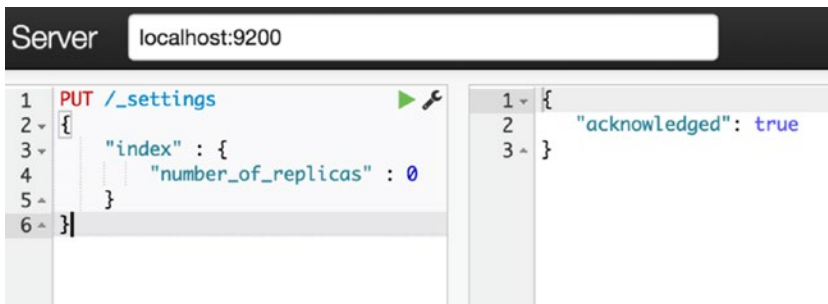 Server localhost:9200
1 PUT /_settings
2 {
3 "index" : {
4 "number_of_replicas" : 0
5 }
6 }
1 {
2 "acknowledged": true
3 }